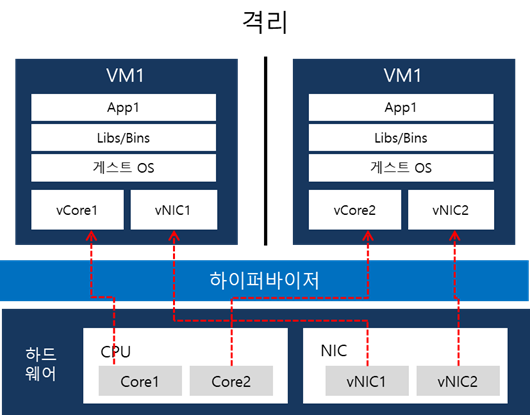 격리
VM1
App1
Libs/Bins
게스트 OS
vCore1
vNIC1
VM1
App1
Libs/Bins
게스트 OS
vCore2
vNIC2
하이퍼바이저
하드
웨어
CPU
Core1
Core2
NIC
vNIC1
vNIC2